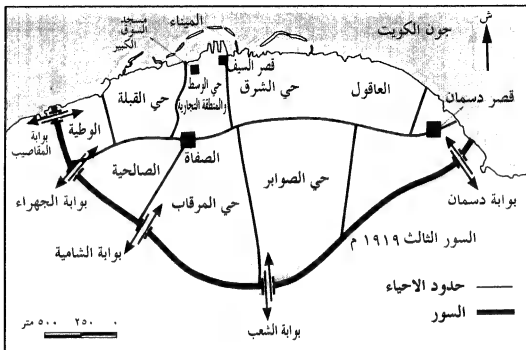 ش
جون الكويت
الميناء
مسجد
السوق
الكبير
قصر السيف
حي الوسط
والمنطقة التجارية
حي الشرق
العاقول
قصر دسمان
حي القبلة
الوطية
بوابة
المقاصيب
الصفاة
الصالحية
حي الصوابر
حي المرقاب
بوابة الجهراء
بوابة دسمان
بوابة الشامية
السور الثالث ١٩١٩ م
بوابة الشعب
حدود الاحياء
السور
٠ ٢٥٠ ٥٠٠ متر